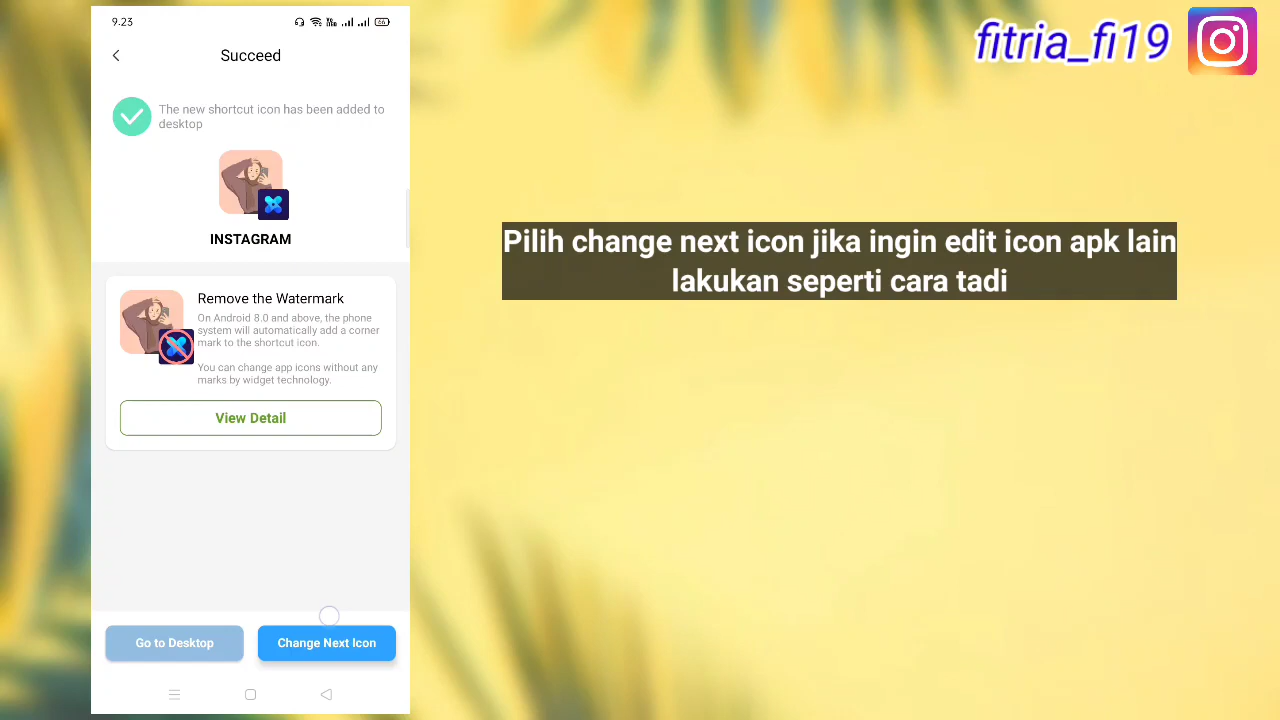 9.23
66
Succeed
The new shortcut icon has been added to
desktop
INSTAGRAM
Remove the Watermark
On Android 8.0 and above, the phone
system will automatically add a corner
mark to the shortcut icon.
You can change app icons without any
marks by widget technology.
View Detail
Go to Desktop
Change Next Icon
fitria_fi19
Pilih change next icon jika ingin edit icon apk lain
lakukan seperti cara tadi